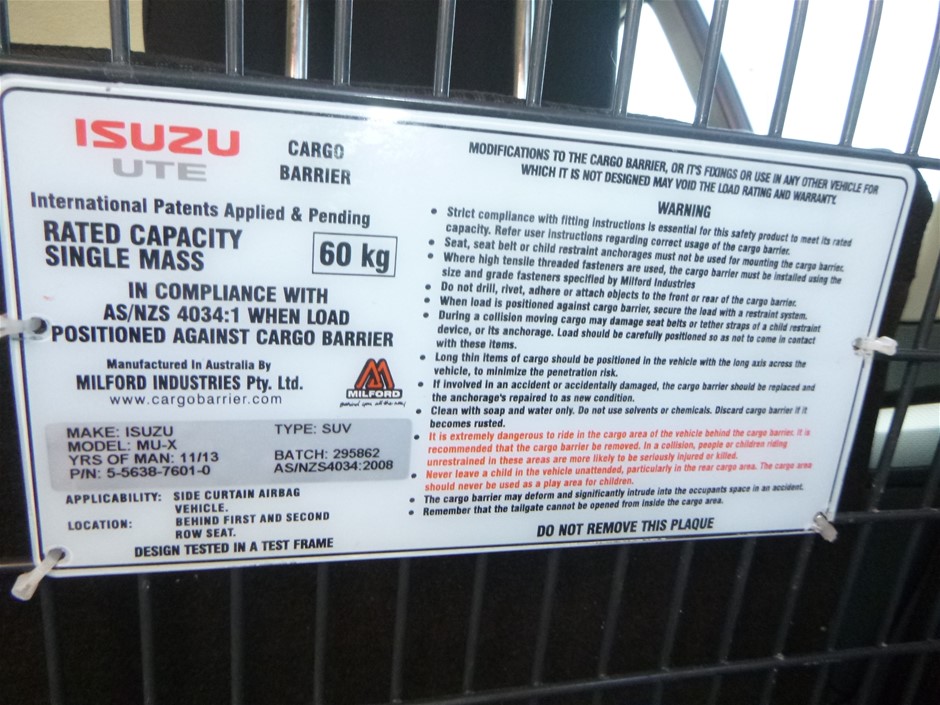 ISUZU
UTE
CARGO
BARRIER
International Patents Applied & Pending
RATED CAPACITY
SINGLE MASS
60 kg
IN COMPLIANCE WITH
AS/NZS 4034:1 WHEN LOAD
POSITIONED AGAINST CARGO BARRIER
Manufactured In Australia By
MILFORD INDUSTRIES Pty. Ltd.
www.cargobarrier.com
MILFORD
behind you all the way!
MAKE: ISUZU
TYPE: SUV
MODEL: MU-X
YRS OF MAN: 11/13
BATCH: 295862
P/N: 5-5638-7601-0
AS/NZS4034:2008
APPLICABILITY: SIDE CURTAIN AIRBAG
VEHICLE.
LOCATION: BEHIND FIRST AND SECOND
ROW SEAT.
DESIGN TESTED IN A TEST FRAME
MODIFICATIONS TO THE CARGO BARRIER, OR IT'S FIXINGS OR USE IN ANY OTHER VEHICLE FOR
WHICH IT IS NOT DESIGNED MAY VOID THE LOAD RATING AND WARRANTY.
WARNING
• Strict compliance with fitting instructions is essential for this safety product to meet its rated
capacity. Refer user instructions regarding correct usage of the cargo barrier.
• Seat, seat belt or child restraint anchorages must not be used for mounting the cargo barrier.
• Where high tensile threaded fasteners are used, the cargo barrier must be installed using the
size and grade fasteners specified by Milford Industries
• Do not drill, rivet, adhere or attach objects to the front or rear of the cargo barrier.
• When load is positioned against cargo barrier, secure the load with a restraint system.
• During a collision moving cargo may damage seat belts or tether straps of a child restraint
device, or its anchorage. Load should be carefully positioned so as not to come in contact
with these items.
• Long thin items of cargo should be positioned in the vehicle with the long axis across the
vehicle, to minimize the penetration risk.
• If involved in an accident or accidentally damaged, the cargo barrier should be replaced and
the anchorage's repaired to as new condition.
• Clean with soap and water only. Do not use solvents or chemicals. Discard cargo barrier if it
becomes rusted.
• It is extremely dangerous to ride in the cargo area of the vehicle behind the cargo barrier. It is
recommended that the cargo barrier be removed. In a collision, people or children riding
unrestrained in these areas are more likely to be seriously injured or killed.
• Never leave a child in the vehicle unattended, particularly in the rear cargo area. The cargo area
should never be used as a play area for children.
• The cargo barrier may deform and significantly intrude into the occupants space in an accident.
• Remember that the tailgate cannot be opened from inside the cargo area.
DO NOT REMOVE THIS PLAQUE